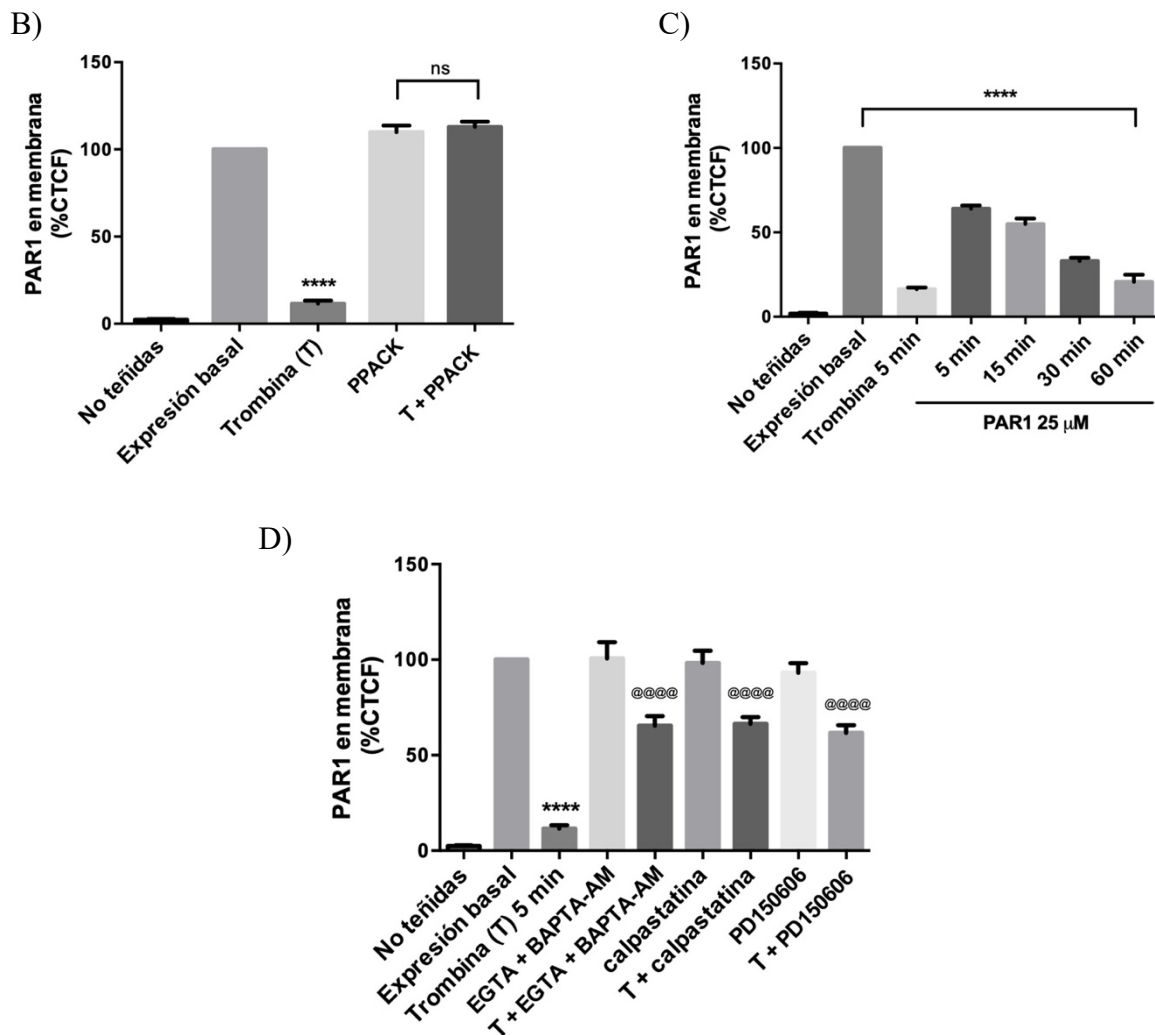 B)
PAR1 en membrana
(%CTCF)
150
100
50
0
ns
****
No teñidas
Expresión basal
Trombina (T)
PPACK
T + PPACK
C)
PAR1 en membrana
(%CTCF)
150
100
50
0
****
No teñidas
Expresión basal
Trombina 5 min
5 min
15 min
30 min
60 min
PAR1 25 μM
D)
PAR1 en membrana
(%CTCF)
150
100
50
0
****
@@@@
@@@@
@@@@
No teñidas
Expresión basal
Trombina (T) 5 min
EGTA + BAPTA-AM
T + EGTA + BAPTA-AM
calpastatina
T + calpastatina
PD150606
T + PD150606